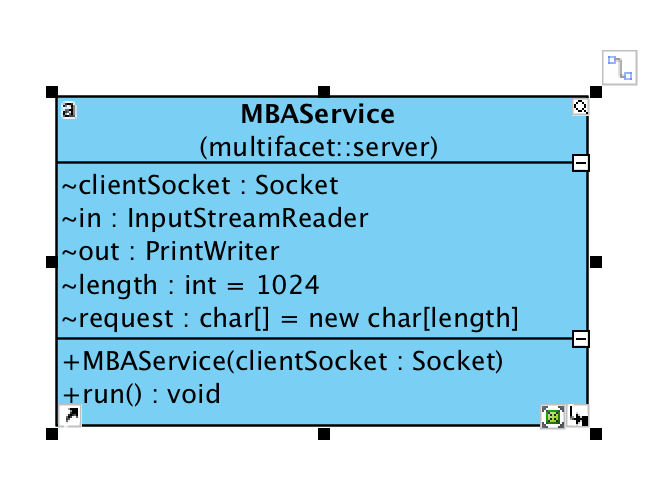 a
MBAService
(multifacet::server)
~clientSocket : Socket
~in : InputStreamReader
~out : PrintWriter
~length : int = 1024
~request : char[] = new char[length]
+MBAService(clientSocket : Socket)
+run() : void